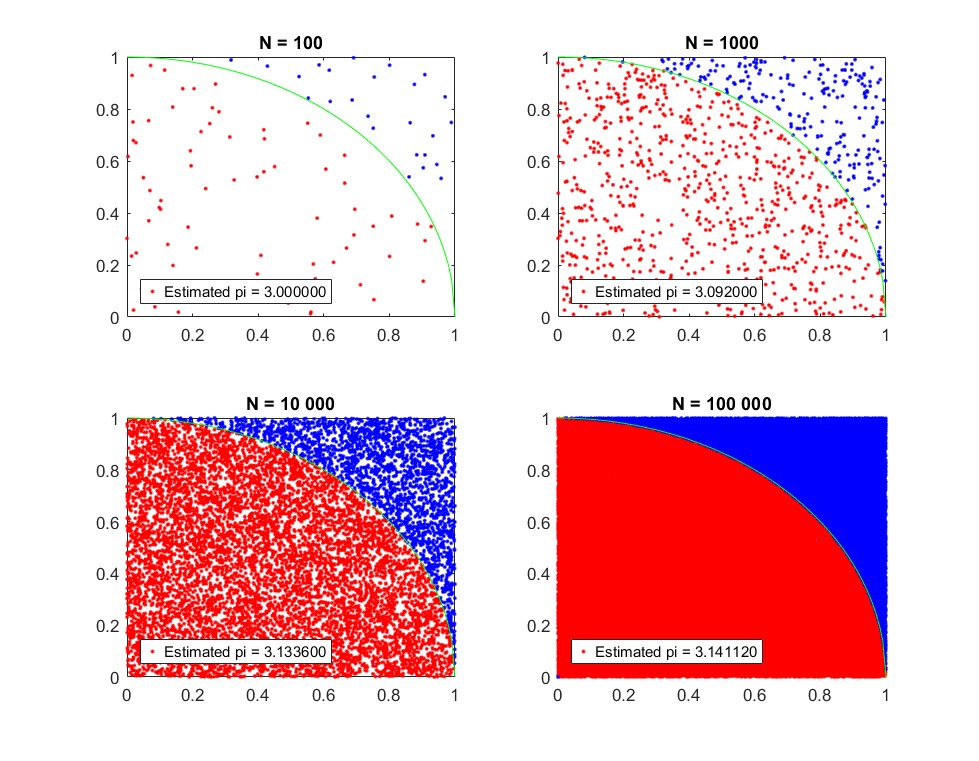 N = 100
1
0.8
0.6
0.4
0.2
0
Estimated pi = 3.000000
0 0.2 0.4 0.6 0.8 1
N = 1000
1
0.8
0.6
0.4
0.2
0
Estimated pi = 3.092000
0 0.2 0.4 0.6 0.8 1
N = 10 000
1
0.8
0.6
0.4
0.2
0
Estimated pi = 3.133600
0 0.2 0.4 0.6 0.8 1
N = 100 000
1
0.8
0.6
0.4
0.2
0
Estimated pi = 3.141120
0 0.2 0.4 0.6 0.8 1